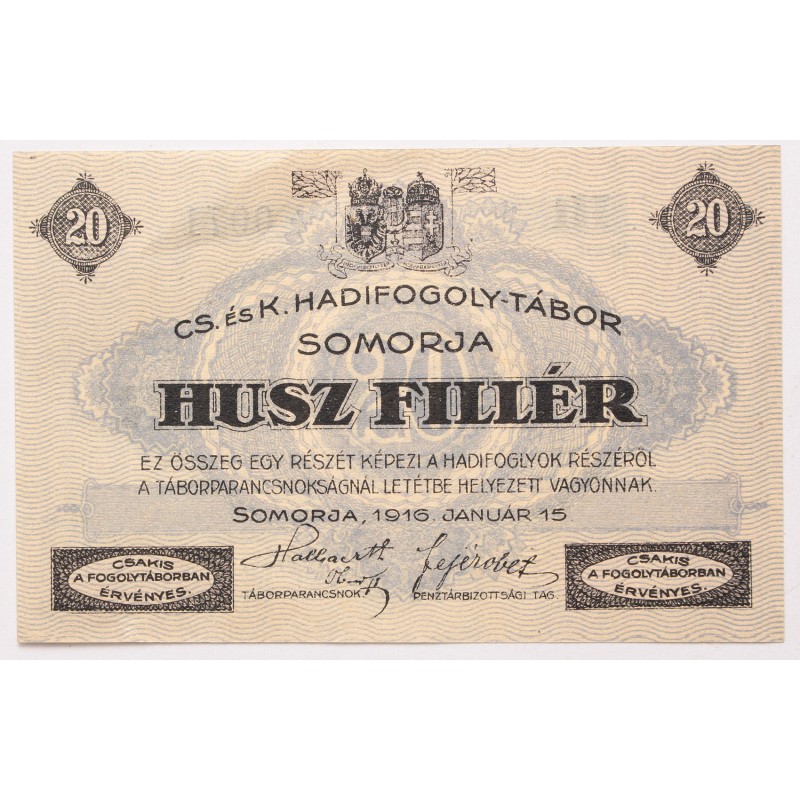 20 20
CS. ÉS K. HADIFOGOLY-TÁBOR
SOMORJA
HUSZ FILLÉR
EZ ÖSSZEG EGY RÉSZÉT KÉPEZI A HADIFOGLYOK RÉSZÉRŐL
A TÁBORPARANCSNOKSÁGNÁL LETÉTBE HELYEZETT VAGYONNAK.
SOMORJA, 1916. JANUÁR 15
TÁBORPARANCSNOK. PÉNZTÁRBIZOTTSÁGI TAG.
CSAKIS
A FOGOLYTÁBORBAN
ÉRVÉNYES.
CSAKIS
A FOGOLYTÁBORBAN
ÉRVÉNYES.